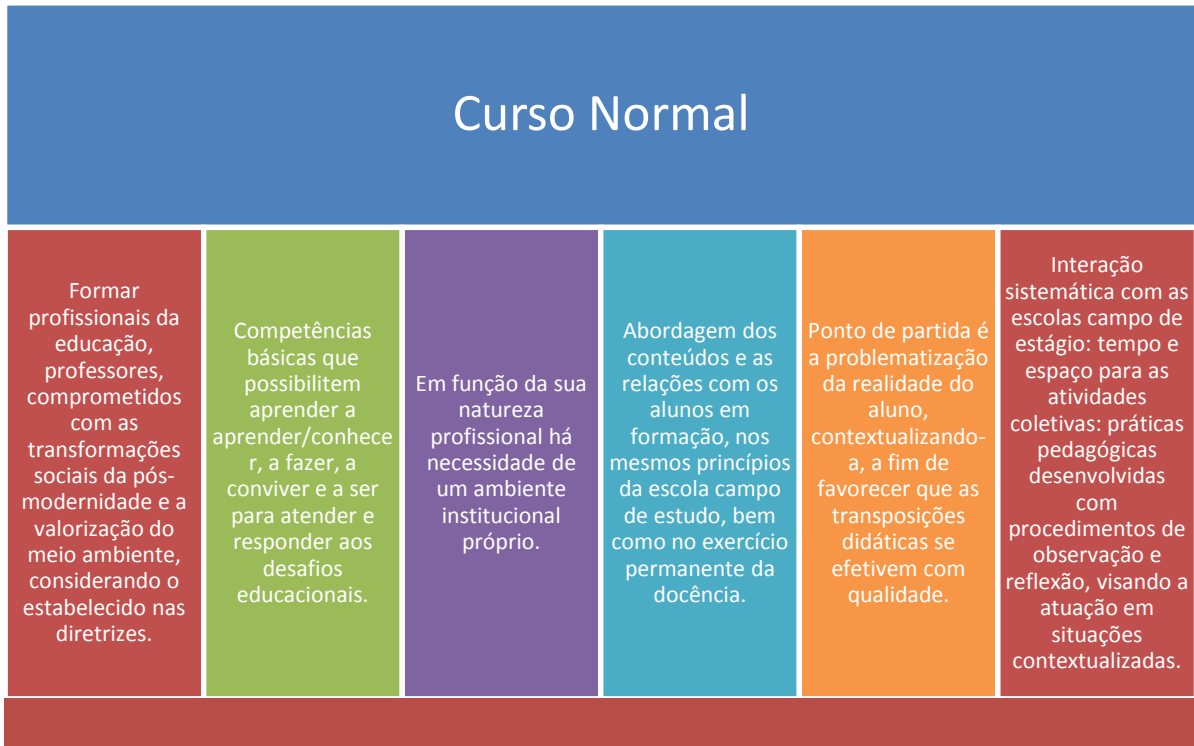 Curso Normal
Formar
profissionais da
educação,
professores,
comprometidos
com as
transformações
sociais da pós-
modernidade e a
valorização do
meio ambiente,
considerando o
estabelecido nas
diretrizes.
Competências
básicas que
possibilitem
aprender a
aprender/conhece
r, a fazer, a
conviver e a ser
para atender e
responder aos
desafios
educacionais.
Em função da sua
natureza
profissional há
necessidade de
um ambiente
institucional
próprio.
Abordagem dos
conteúdos e as
relações com os
alunos em
formação, nos
mesmos princípios
da escola campo
de estudo, bem
como no exercício
permanente da
docência.
Ponto de partida é
a problematização
da realidade do
aluno,
contextualizando-
a, a fim de
favorecer que as
transposições
didáticas se
efetivem com
qualidade.
Interação
sistemática com as
escolas campo de
estágio: tempo e
espaço para as
atividades
coletivas: práticas
pedagógicas
desenvolvidas
com
procedimentos de
observação e
reflexão, visando a
atuação em
situações
contextualizadas.